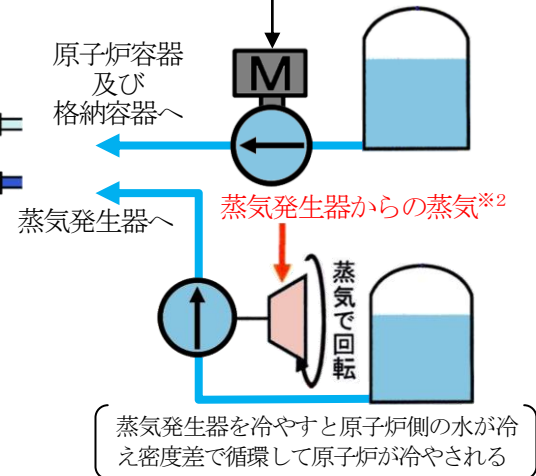 原子炉容器
及び
格納容器へ
M
蒸気発生器からの蒸気※2
蒸気発生器へ
蒸気で回転
蒸気発生器を冷やすと原子炉側の水が冷
え密度差で循環して原子炉が冷やされる